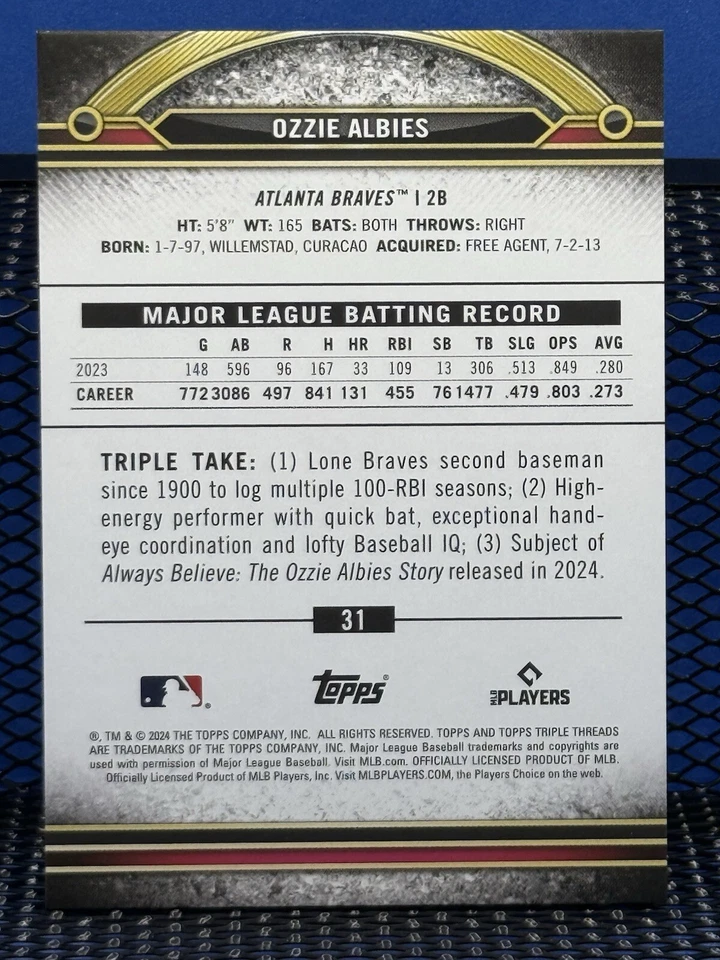 OZZIE ALBIES
ATLANTA BRAVES™ | 2B
HT: 5'8" WT: 165 BATS: BOTH THROWS: RIGHT
BORN: 1-7-97, WILLEMSTAD, CURACAO ACQUIRED: FREE AGENT, 7-2-13
MAJOR LEAGUE BATTING RECORD
G AB R H HR RBI SB TB SLG OPS AVG
2023 148 596 96 167 33 109 13 306 .513 .849 .280
CAREER 772 3086 497 841 131 455 76 1477 .479 .803 .273
TRIPLE TAKE: (1) Lone Braves second baseman
since 1900 to log multiple 100-RBI seasons; (2) High-
energy performer with quick bat, exceptional hand-
eye coordination and lofty Baseball IQ; (3) Subject of
Always Believe: The Ozzie Albies Story released in 2024.
31
®
Topps®
MLB PLAYERS
®, TM & © 2024 THE TOPPS COMPANY, INC. ALL RIGHTS RESERVED. TOPPS AND TOPPS TRIPLE THREADS
ARE TRADEMARKS OF THE TOPPS COMPANY, INC. Major League Baseball trademarks and copyrights are
used with permission of Major League Baseball. Visit MLB.com. OFFICIALLY LICENSED PRODUCT OF MLB.
Officially Licensed Product of MLB Players, Inc. Visit MLBPLAYERS.COM, the Players Choice on the web.